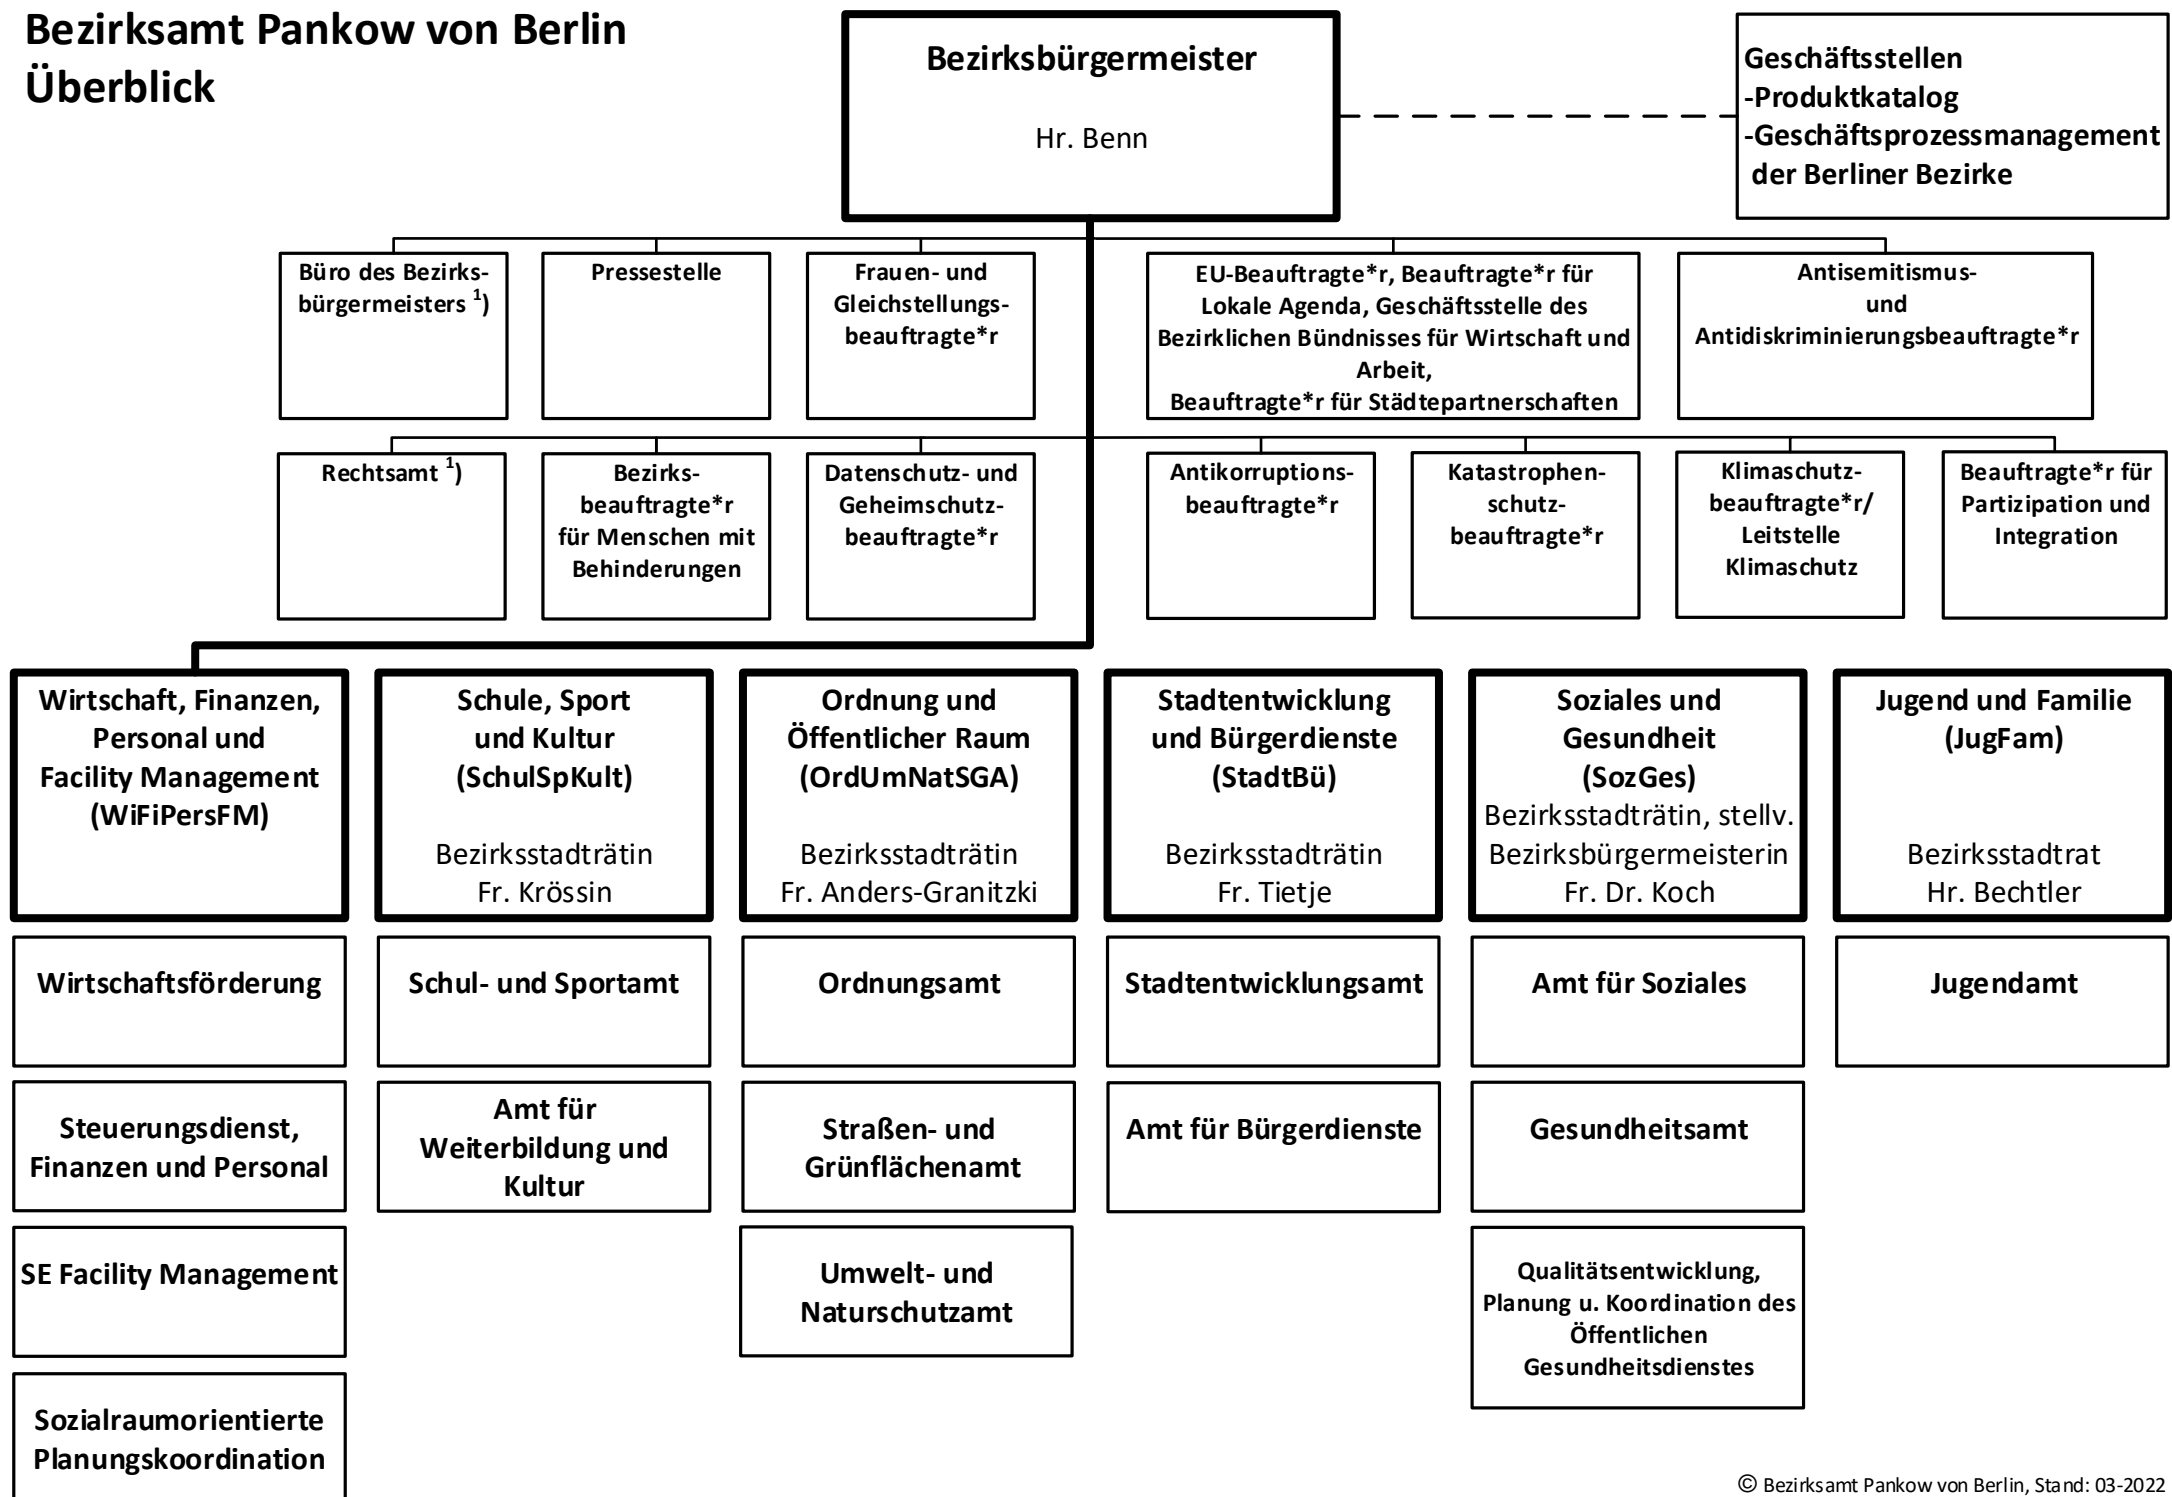 Bezirksamt Pankow von Berlin
Überblick
Bezirksbürgermeister
Hr. Benn
Geschäftsstellen
-Produktkatalog
-Geschäftsprozessmanagement
der Berliner Bezirke
Büro des Bezirks-
bürgermeisters ¹)
Pressestelle
Frauen- und
Gleichstellungs-
beauftragte*r
EU-Beauftragte*r, Beauftragte*r für
Lokale Agenda, Geschäftsstelle des
Bezirklichen Bündnisses für Wirtschaft und
Arbeit,
Beauftragte*r für Städtepartnerschaften
Antisemitismus-
und
Antidiskriminierungsbeauftragte*r
Rechtsamt ¹)
Bezirks-
beauftragte*r
für Menschen mit
Behinderungen
Datenschutz- und
Geheimschutz-
beauftragte*r
Antikorruptions-
beauftragte*r
Katastrophen-
schutz-
beauftragte*r
Klimaschutz-
beauftragte*r/
Leitstelle
Klimaschutz
Beauftragte*r für
Partizipation und
Integration
Wirtschaft, Finanzen,
Personal und
Facility Management
(WiFiPersFM)
Schule, Sport
und Kultur
(SchulSpKult)
Bezirksstadträtin
Fr. Krössin
Ordnung und
Öffentlicher Raum
(OrdUmNatSGA)
Bezirksstadträtin
Fr. Anders-Granitzki
Stadtentwicklung
und Bürgerdienste
(StadtBü)
Bezirksstadträtin
Fr. Tietje
Soziales und
Gesundheit
(SozGes)
Bezirksstadträtin, stellv.
Bezirksbürgermeisterin
Fr. Dr. Koch
Jugend und Familie
(JugFam)
Bezirksstadtrat
Hr. Bechtler
Wirtschaftsförderung
Schul- und Sportamt
Ordnungsamt
Stadtentwicklungsamt
Amt für Soziales
Jugendamt
Steuerungsdienst,
Finanzen und Personal
Amt für
Weiterbildung und
Kultur
Straßen- und
Grünflächenamt
Amt für Bürgerdienste
Gesundheitsamt
SE Facility Management
Umwelt- und
Naturschutzamt
Qualitätsentwicklung,
Planung u. Koordination des
Öffentlichen
Gesundheitsdienstes
Sozialraumorientierte
Planungskoordination
© Bezirksamt Pankow von Berlin, Stand: 03-2022